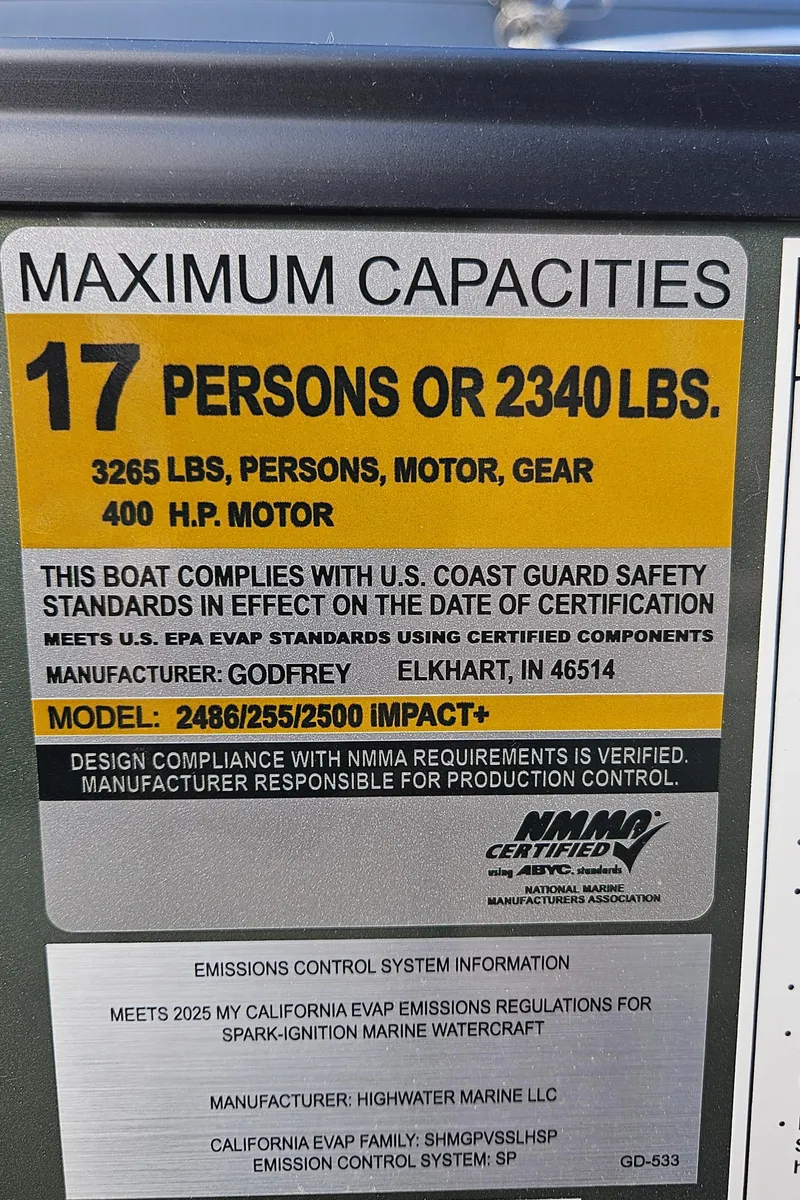 MAXIMUM CAPACITIES
17 PERSONS OR 2340 LBS.
3265 LBS, PERSONS, MOTOR, GEAR
400 H.P. MOTOR
THIS BOAT COMPLIES WITH U.S. COAST GUARD SAFETY
STANDARDS IN EFFECT ON THE DATE OF CERTIFICATION
MEETS U.S. EPA EVAP STANDARDS USING CERTIFIED COMPONENTS
MANUFACTURER: GODFREY ELKHART, IN 46514
MODEL: 2486/255/2500 iMPACT+
DESIGN COMPLIANCE WITH NMMA REQUIREMENTS IS VERIFIED.
MANUFACTURER RESPONSIBLE FOR PRODUCTION CONTROL.
NMMA
CERTIFIED
using ABYC. standards
NATIONAL MARINE
MANUFACTURERS ASSOCIATION
EMISSIONS CONTROL SYSTEM INFORMATION
MEETS 2025 MY CALIFORNIA EVAP EMISSIONS REGULATIONS FOR
SPARK-IGNITION MARINE WATERCRAFT
MANUFACTURER: HIGHWATER MARINE LLC
CALIFORNIA EVAP FAMILY: SHMGPVSSLHSP
EMISSION CONTROL SYSTEM: SP
GD-533